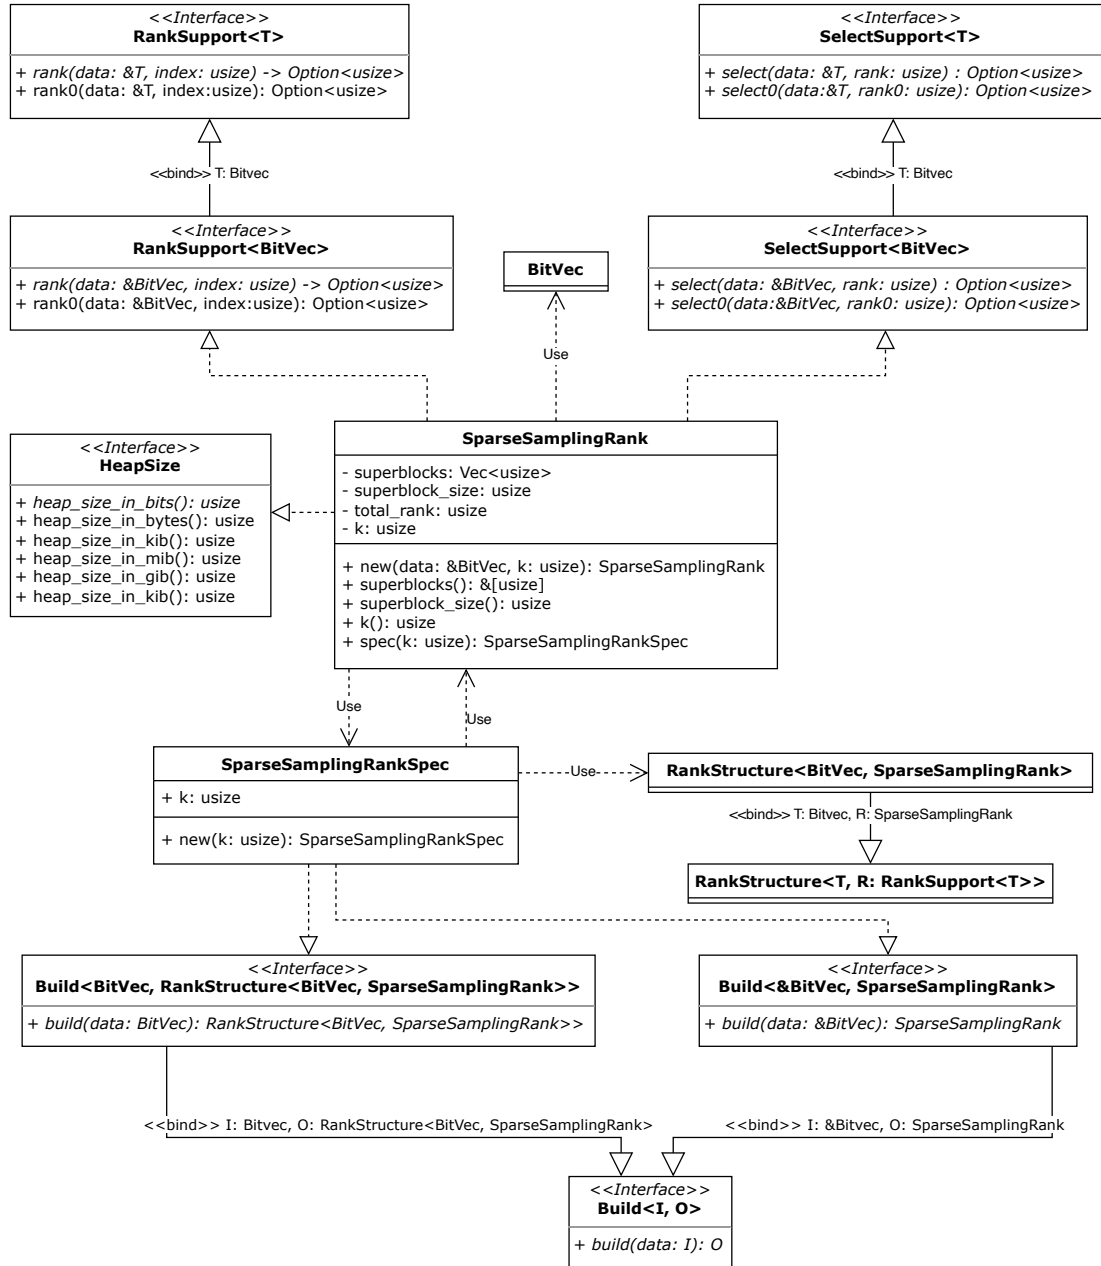 <<Interface>>
RankSupport<T>
+ rank(data: &T, index: usize) -> Option<usize>
+ rank0(data: &T, index:usize): Option<usize>
<<Interface>>
SelectSupport<T>
+ select(data: &T, rank: usize) : Option<usize>
+ select0(data:&T, rank0: usize): Option<usize>
<<bind>> T: Bitvec
<<bind>> T: Bitvec
<<Interface>>
RankSupport<BitVec>
+ rank(data: &BitVec, index: usize) -> Option<usize>
+ rank0(data: &BitVec, index:usize): Option<usize>
BitVec
<<Interface>>
SelectSupport<BitVec>
+ select(data: &BitVec, rank: usize) : Option<usize>
+ select0(data:&BitVec, rank0: usize): Option<usize>
Use
<<Interface>>
HeapSize
+ heap_size_in_bits(): usize
+ heap_size_in_bytes(): usize
+ heap_size_in_kib(): usize
+ heap_size_in_mib(): usize
+ heap_size_in_gib(): usize
+ heap_size_in_kib(): usize
SparseSamplingRank
- superblocks: Vec<usize>
- superblock_size: usize
- total_rank: usize
- k: usize
+ new(data: &BitVec, k: usize): SparseSamplingRank
+ superblocks(): &[usize]
+ superblock_size(): usize
+ k(): usize
+ spec(k: usize): SparseSamplingRankSpec
Use
Use
SparseSamplingRankSpec
+ k: usize
+ new(k: usize): SparseSamplingRankSpec
Use
RankStructure<BitVec, SparseSamplingRank>
<<bind>> T: Bitvec, R: SparseSamplingRank
RankStructure<T, R: RankSupport<T>>
<<Interface>>
Build<BitVec, RankStructure<BitVec, SparseSamplingRank>>
+ build(data: BitVec): RankStructure<BitVec, SparseSamplingRank>>
<<Interface>>
Build<&BitVec, SparseSamplingRank>
+ build(data: &BitVec): SparseSamplingRank
<<bind>> I: Bitvec, O: RankStructure<BitVec, SparseSamplingRank>
<<bind>> I: &Bitvec, O: SparseSamplingRank
<<Interface>>
Build<I, O>
+ build(data: I): O